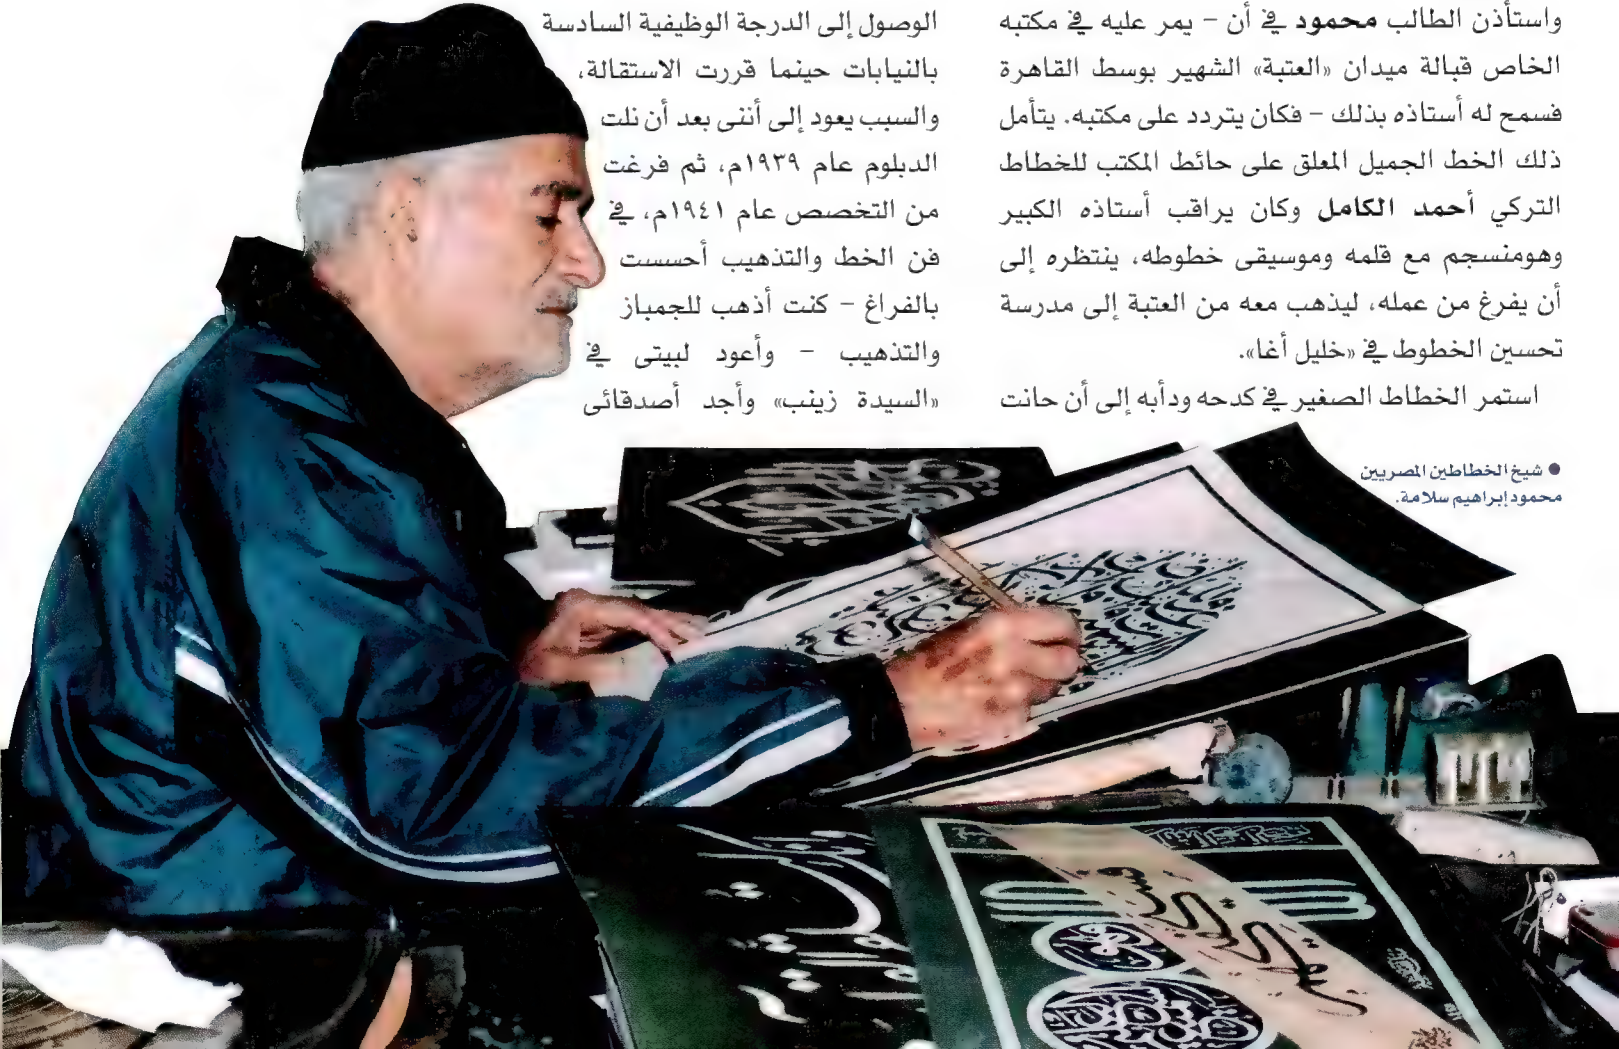 واستأذن الطالب محمود في أن – يمر عليه في مكتبه
الخاص قبالة ميدان «العتبة» الشهير بوسط القاهرة
فسمح له أستاذه بذلك – فكان يتردد على مكتبه. يتأمل
ذلك الخط الجميل المعلق على حائط المكتب للخطاط
التركي أحمد الكامل وكان يراقب أستاذه الكبير
وهومنسجم مع قلمه وموسيقى خطوطه، ينتظره إلى
أن يفرغ من عمله، ليذهب معه من العتبة إلى مدرسة
تحسين الخطوط في «خليل أغا».
استمر الخطاط الصغير في كدحه ودأبه إلى أن حانت
● شيخ الخطاطين المصريين
محمود إبراهيم سلامة.
الوصول إلى الدرجة الوظيفية السادسة
بالنيابات حينما قررت الاستقالة،
والسبب يعود إلى أننى بعد أن نلت
الدبلوم عام ١٩٣٩م، ثم فرغت
من التخصص عام ١٩٤١م، في
فن الخط والتذهيب أحسست
بالفراغ – كنت أذهب للجمباز
والتذهيب – وأعود لبيتى في
«السيدة زينب» وأجد أصدقائى